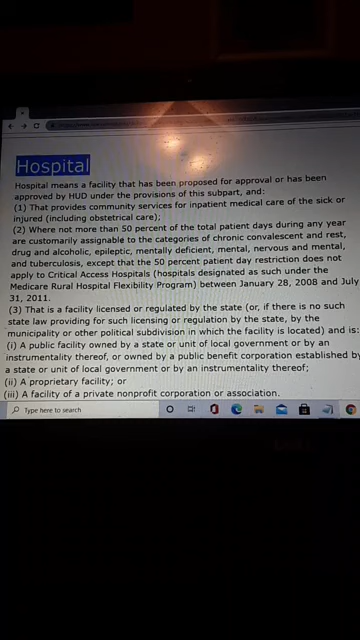 Hospital
Hospital means a facility that has been proposed for approval or has been
approved by HUD under the provisions of this subpart, and:
(1) That provides community services for inpatient medical care of the sick or
injured (including obstetrical care);
(2) Where not more than 50 percent of the total patient days during any year
are customarily assignable to the categories of chronic convalescent and rest,
drug and alcoholic, epileptic, mentally deficient, mental, nervous and mental,
and tuberculosis, except that the 50 percent patient day restriction does not
apply to Critical Access Hospitals (hospitals designated as such under the
Medicare Rural Hospital Flexibility Program) between January 28, 2008 and July
31, 2011.
(3) That is a facility licensed or regulated by the state (or, if there is no such
state law providing for such licensing or regulation by the state, by the
municipality or other political subdivision in which the facility is located) and is:
(i) A public facility owned by a state or unit of local government or by an
instrumentality thereof, or owned by a public benefit corporation established by
a state or unit of local government or by an instrumentality thereof;
(ii) A proprietary facility; or
(iii) A facility of a private nonprofit corporation or association.
Type here to search